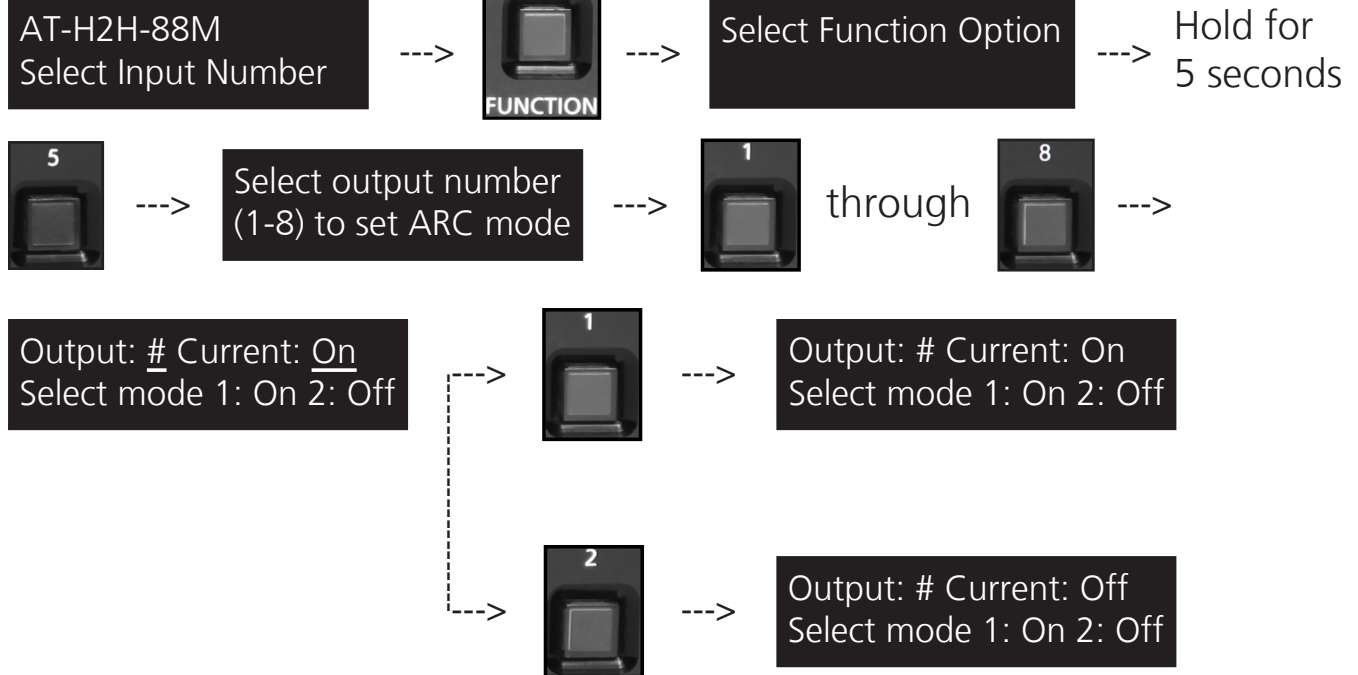 AT-H2H-88M
Select Input Number
--->
FUNCTION
--->
Select Function Option
--->
Hold for
5 seconds
5
--->
Select output number
(1-8) to set ARC mode
--->
1
through
8
--->
Output: # Current: On
Select mode 1: On 2: Off
--->
1
--->
Output: # Current: On
Select mode 1: On 2: Off
--->
2
--->
Output: # Current: Off
Select mode 1: On 2: Off